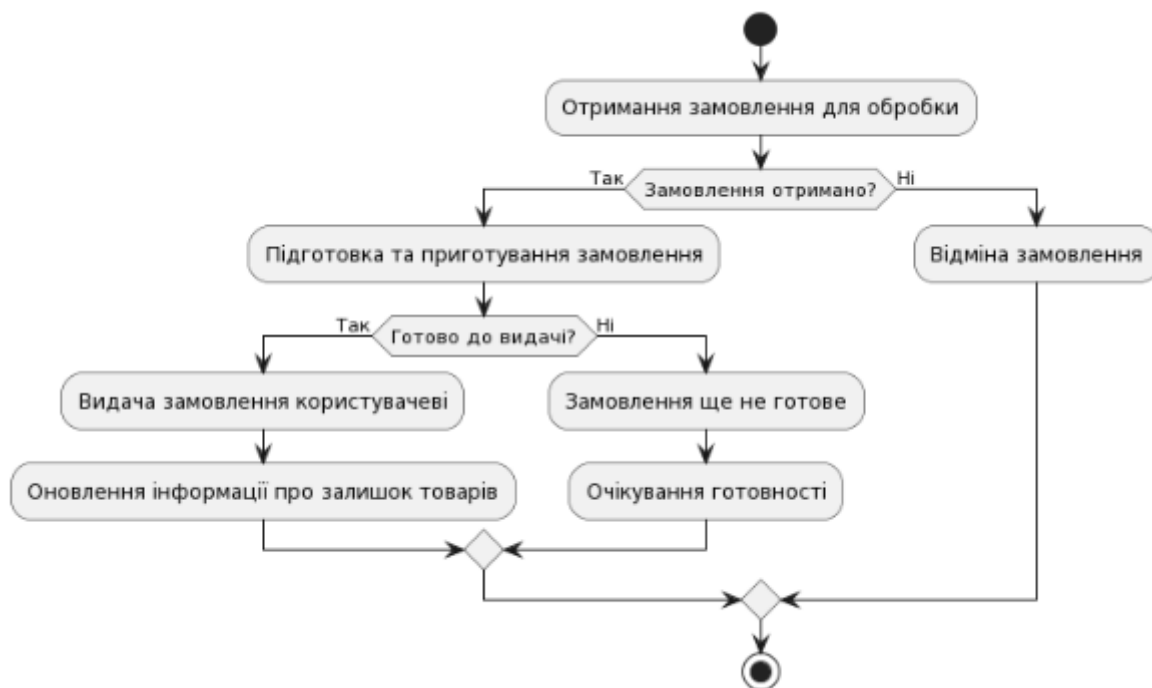 Отримання замовлення для обробки
Так
Замовлення отримано?
Ні
Підготовка та приготування замовлення
Відміна замовлення
Так
Готово до видачі?
Ні
Видача замовлення користувачеві
Замовлення ще не готове
Оновлення інформації про залишок товарів
Очікування готовності